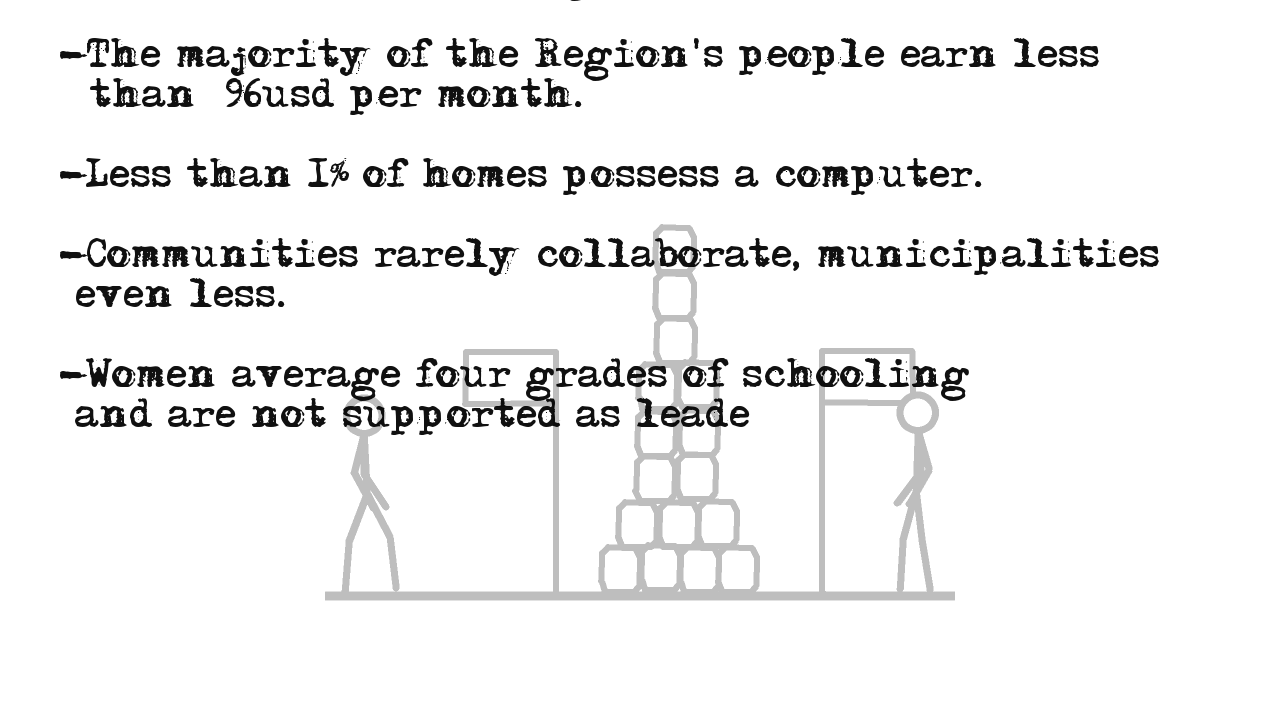 -The majority of the Region's people earn less
than 96usd per month.
-Less than 1% of homes possess a computer.
-Communities rarely collaborate, municipalities
even less.
-Women average four grades of schooling
and are not supported as leade